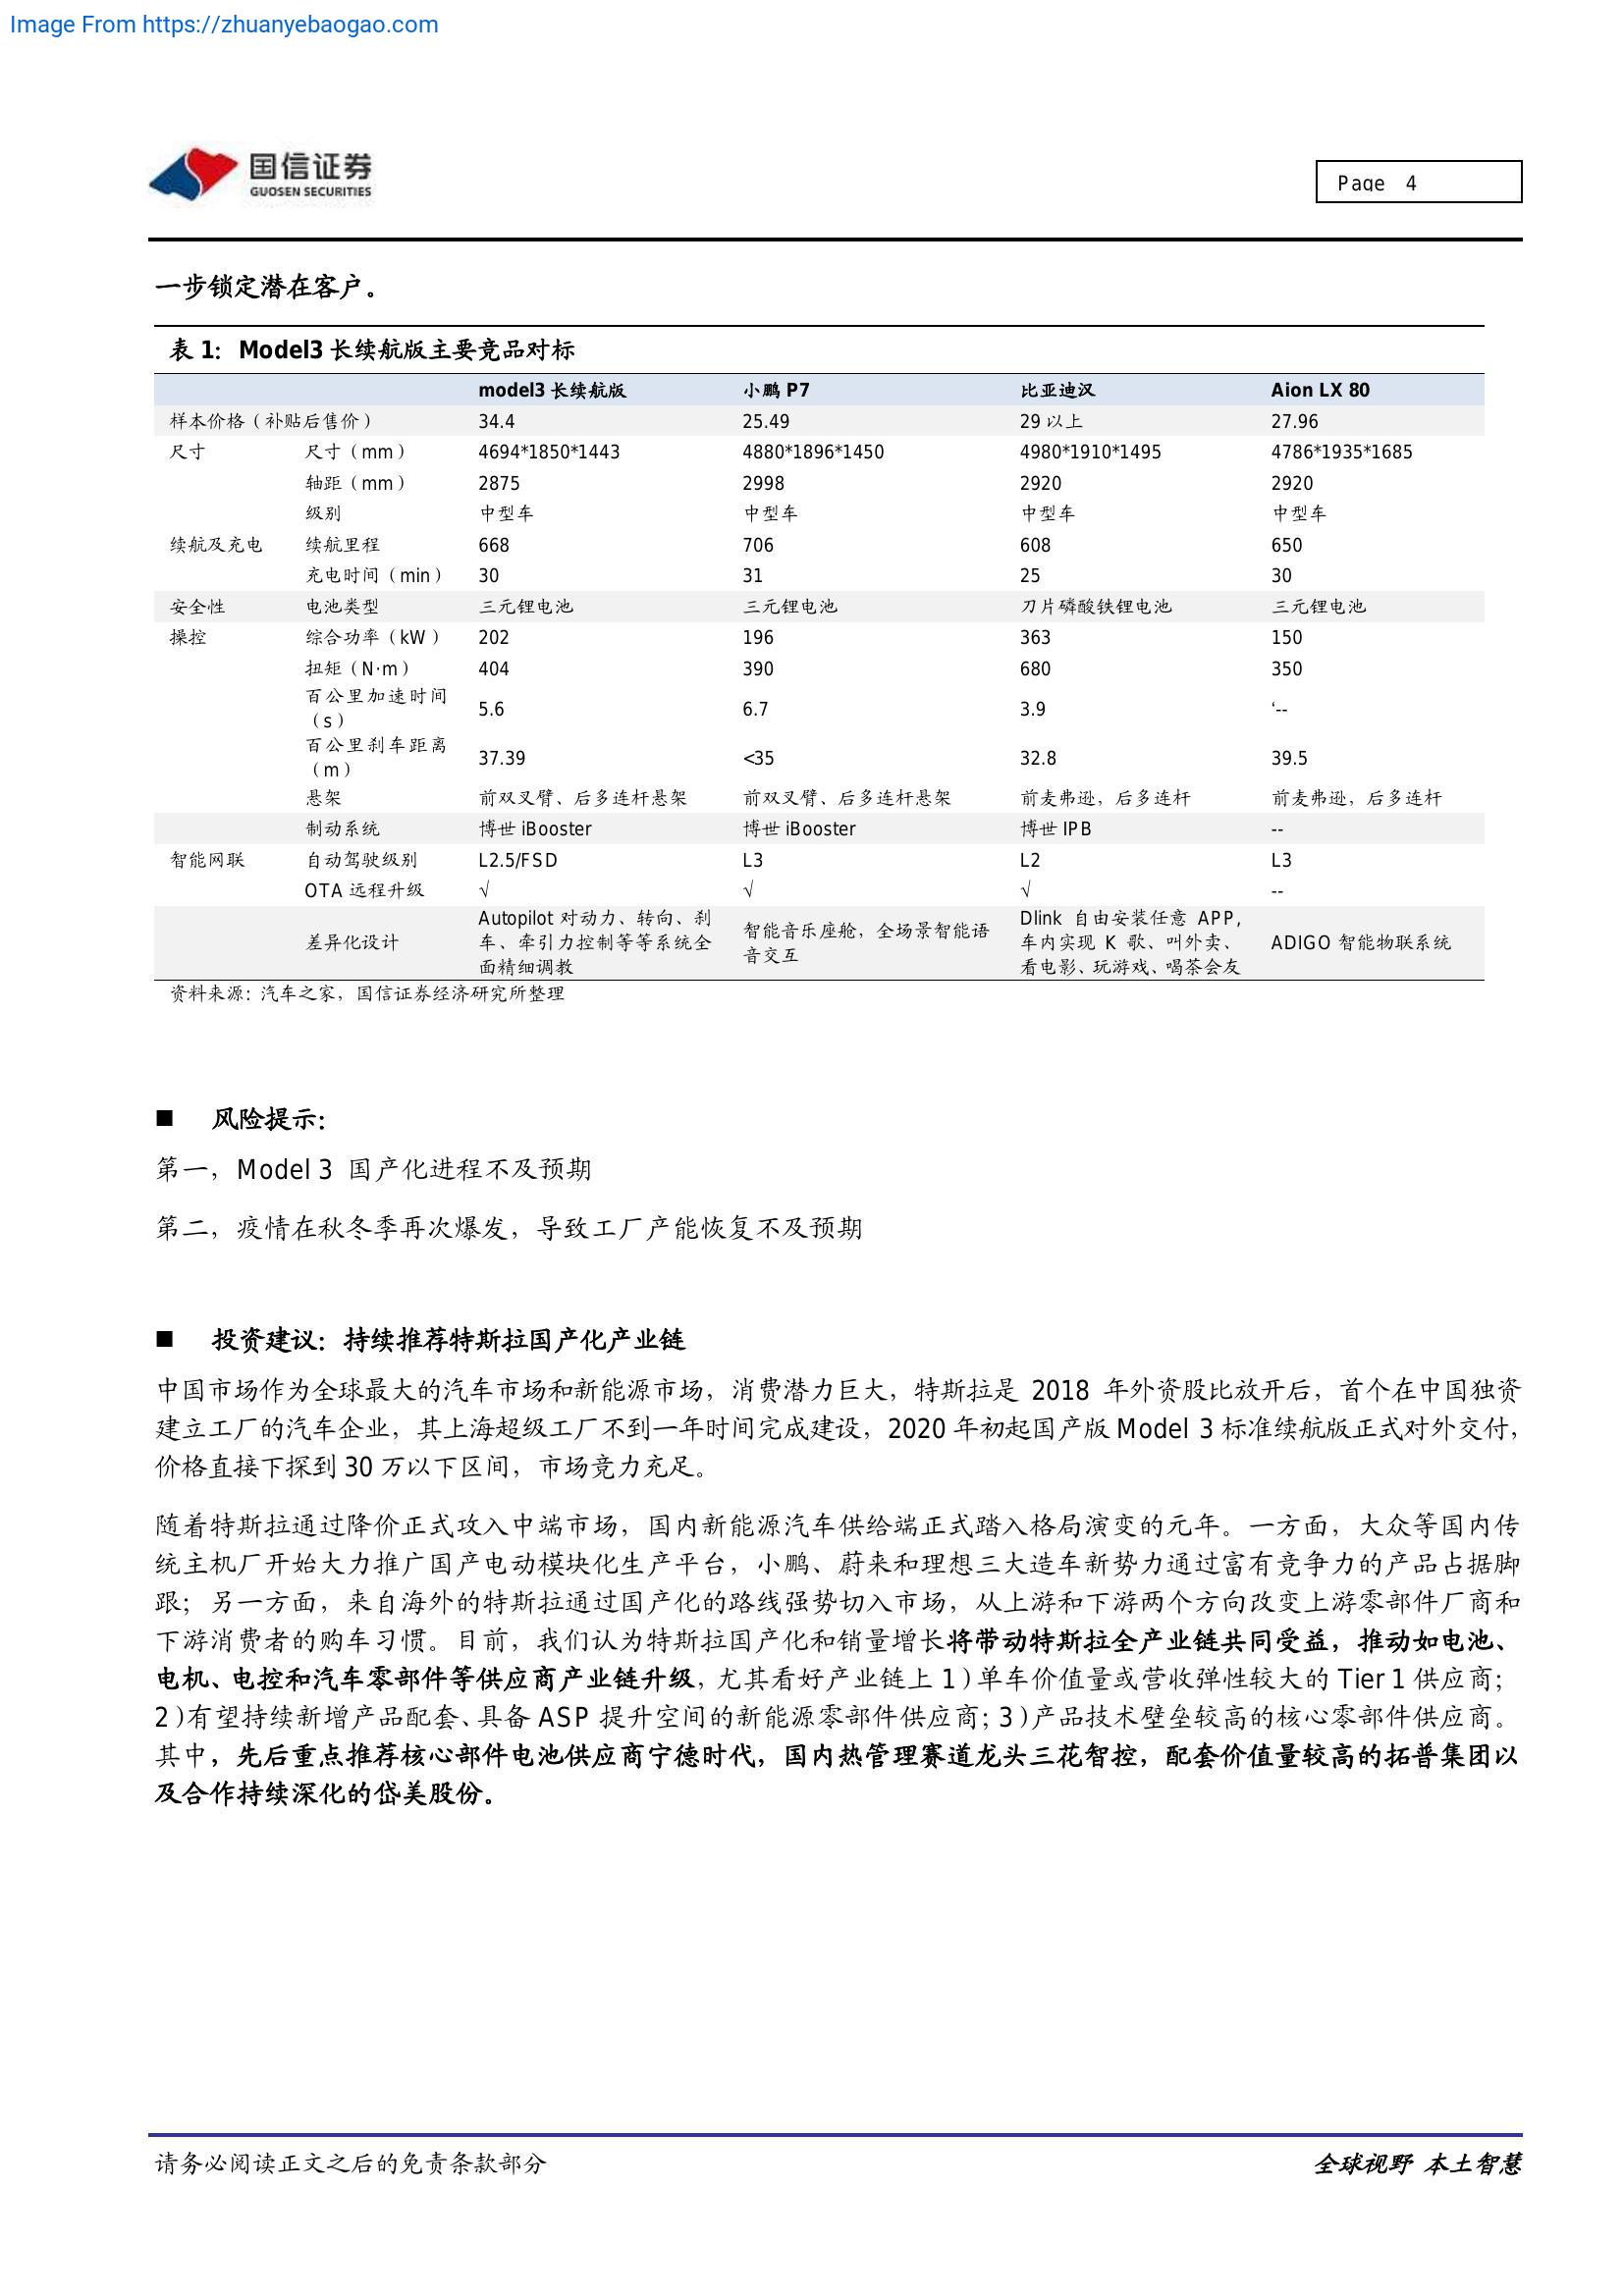 Image From https://zhuanyebaogao.com
国信证券
GUOSEN SECURITIES
Page 4
一步锁定潜在客户。
表 1：Model3 长续航版主要竞品对标
model3 长续航版 小鹏 P7 比亚迪汉 Aion LX 80
样本价格（补贴后售价） 34.4 25.49 29 以上 27.96
尺寸 尺寸（mm） 4694*1850*1443 4880*1896*1450 4980*1910*1495 4786*1935*1685
轴距（mm） 2875 2998 2920 2920
级别 中型车 中型车 中型车 中型车
续航及充电 续航里程 668 706 608 650
充电时间（min） 30 31 25 30
安全性 电池类型 三元锂电池 三元锂电池 刀片磷酸铁锂电池 三元锂电池
操控 综合功率（kW） 202 196 363 150
扭矩（N·m） 404 390 680 350
百公里加速时间
（s） 5.6 6.7 3.9 ‘--
百公里刹车距离
（m） 37.39 <35 32.8 39.5
悬架 前双叉臂、后多连杆悬架 前双叉臂、后多连杆悬架 前麦弗逊，后多连杆 前麦弗逊，后多连杆
制动系统 博世 iBooster 博世 iBooster 博世 IPB --
智能网联 自动驾驶级别 L2.5/FSD L3 L2 L3
OTA 远程升级 √ √ √ --
差异化设计 Autopilot 对动力、转向、刹
车、牵引力控制等等系统全
面精细调教 智能音乐座舱，全场景智能语
音交互 Dlink 自由安装任意 APP，
车内实现 K 歌、叫外卖、
看电影、玩游戏、喝茶会友 ADIGO 智能物联系统
资料来源：汽车之家，国信证券经济研究所整理
■ 风险提示：
第一，Model 3 国产化进程不及预期
第二，疫情在秋冬季再次爆发，导致工厂产能恢复不及预期
■ 投资建议：持续推荐特斯拉国产化产业链
中国市场作为全球最大的汽车市场和新能源市场，消费潜力巨大，特斯拉是 2018 年外资股比放开后，首个在中国独资
建立工厂的汽车企业，其上海超级工厂不到一年时间完成建设，2020 年初起国产版 Model 3 标准续航版正式对外交付，
价格直接下探到 30 万以下区间，市场竞力充足。
随着特斯拉通过降价正式攻入中端市场，国内新能源汽车供给端正式踏入格局演变的元年。一方面，大众等国内传
统主机厂开始大力推广国产电动模块化生产平台，小鹏、蔚来和理想三大造车新势力通过富有竞争力的产品占据脚
跟；另一方面，来自海外的特斯拉通过国产化的路线强势切入市场，从上游和下游两个方向改变上游零部件厂商和
下游消费者的购车习惯。目前，我们认为特斯拉国产化和销量增长将带动特斯拉全产业链共同受益，推动如电池、
电机、电控和汽车零部件等供应商产业链升级，尤其看好产业链上 1）单车价值量或营收弹性较大的 Tier 1 供应商；
2）有望持续新增产品配套、具备 ASP 提升空间的新能源零部件供应商；3）产品技术壁垒较高的核心零部件供应商。
其中，先后重点推荐核心部件电池供应商宁德时代，国内热管理赛道龙头三花智控，配套价值量较高的拓普集团以
及合作持续深化的岱美股份。
请务必阅读正文之后的免责条款部分
全球视野 本土智慧